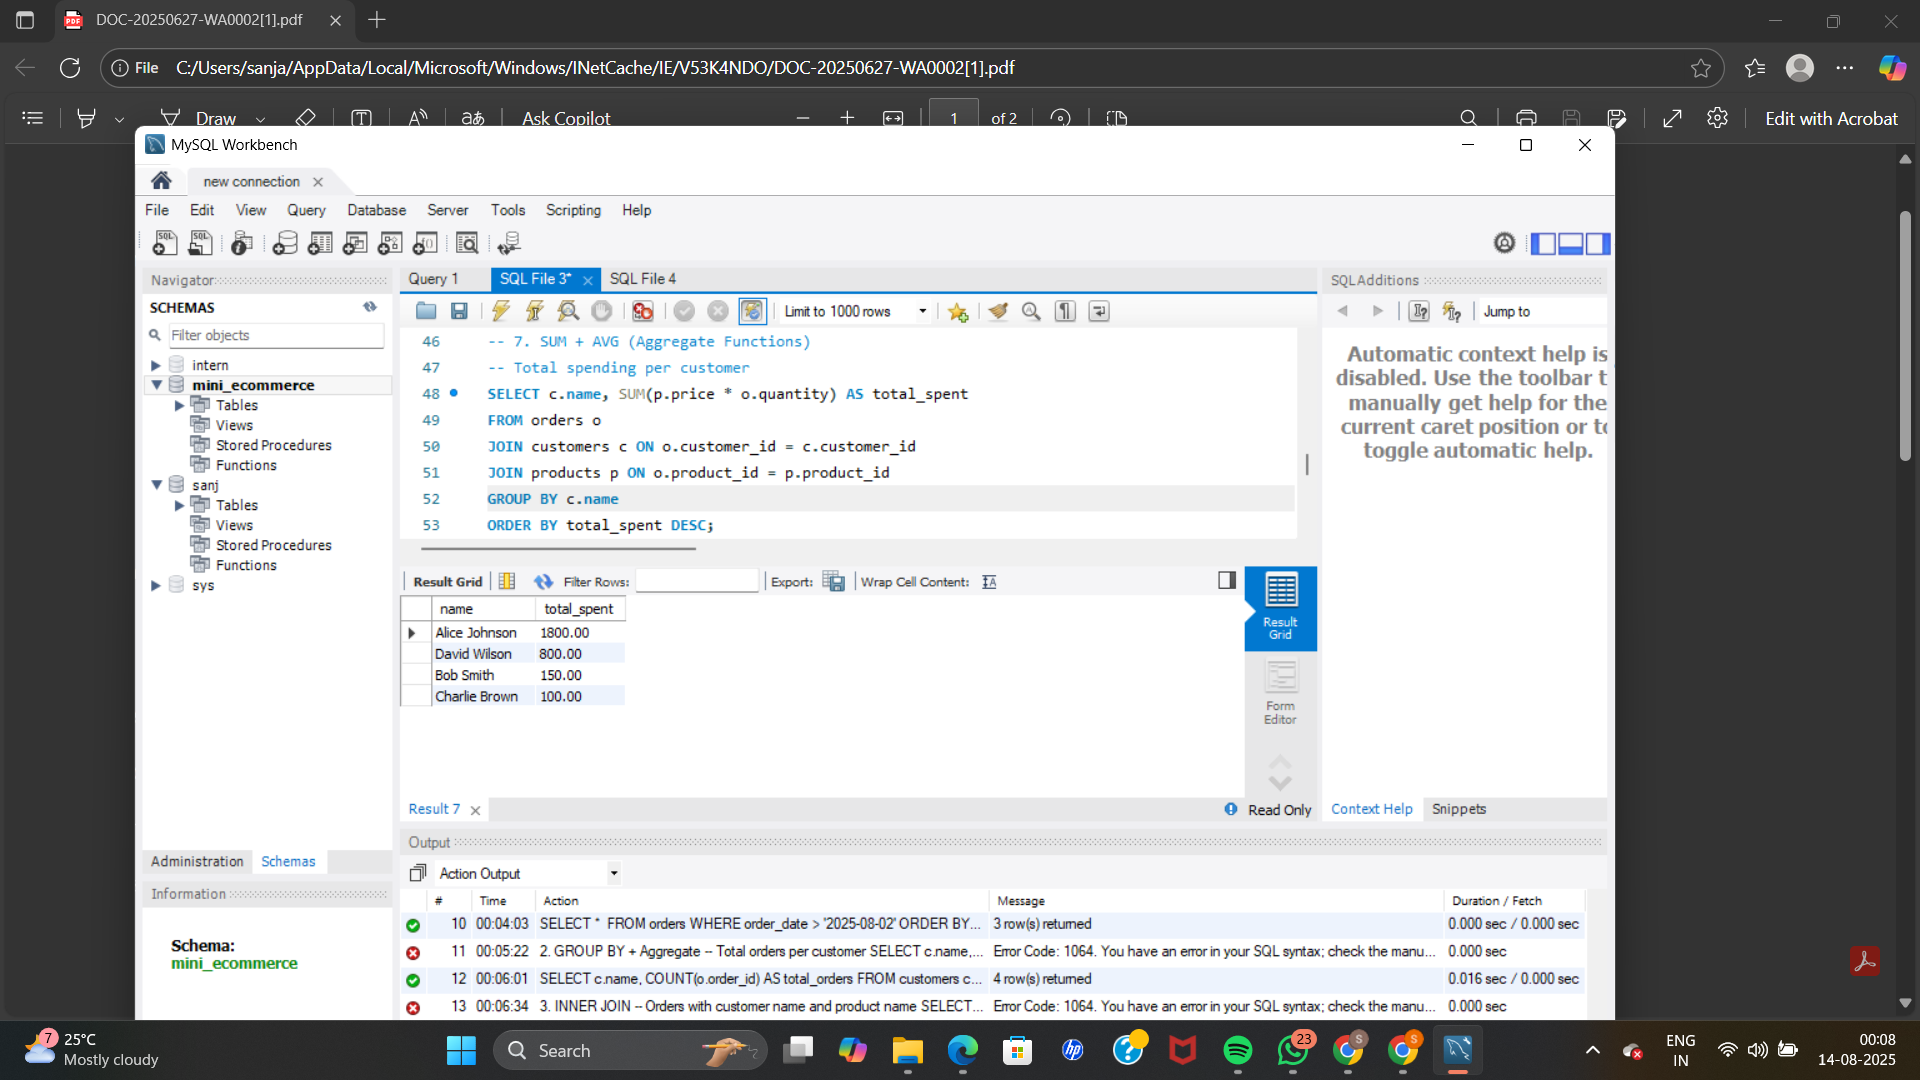 DOC-20250627-WA0002[1].pdf
File C:/Users/sanja/AppData/Local/Microsoft/Windows/INetCache/IE/V53K4NDO/DOC-20250627-WA0002[1].pdf
Draw Ask Copilot 1 of 2 Edit with Acrobat
MySQL Workbench
new connection
File Edit View Query Database Server Tools Scripting Help
Navigator
SCHEMAS
Filter objects
intern
mini_ecommerce
Tables
Views
Stored Procedures
Functions
sanj
Tables
Views
Stored Procedures
Functions
sys
Administration Schemas
Information
Schema:
mini_ecommerce
Query 1 SQL File 3* SQL File 4
Limit to 1000 rows
46 -- 7. SUM + AVG (Aggregate Functions)
47 -- Total spending per customer
48 SELECT c.name, SUM(p.price * o.quantity) AS total_spent
49 FROM orders o
50 JOIN customers c ON o.customer_id = c.customer_id
51 JOIN products p ON o.product_id = p.product_id
52 GROUP BY c.name
53 ORDER BY total_spent DESC;
Result Grid Filter Rows: Export: Wrap Cell Content:
name total_spent
Alice Johnson 1800.00
David Wilson 800.00
Bob Smith 150.00
Charlie Brown 100.00
Result
Grid
Form
Editor
Result 7 Read Only
SQLAdditions
Jump to
Automatic context help is
disabled. Use the toolbar t
manually get help for the
current caret position or to
toggle automatic help.
Context Help Snippets
Output
Action Output
# Time Action Message Duration / Fetch
10 00:04:03 SELECT * FROM orders WHERE order_date > '2025-08-02' ORDER BY... 3 row(s) returned 0.000 sec / 0.000 sec
11 00:05:22 2. GROUP BY + Aggregate -- Total orders per customer SELECT c.name,... Error Code: 1064. You have an error in your SQL syntax; check the manu... 0.000 sec
12 00:06:01 SELECT c.name, COUNT(o.order_id) AS total_orders FROM customers c... 4 row(s) returned 0.016 sec / 0.000 sec
13 00:06:34 3. INNER JOIN -- Orders with customer name and product name SELECT... Error Code: 1064. You have an error in your SQL syntax; check the manu... 0.000 sec
7 25°C
Mostly cloudy
Search
hp
23
S
S
ENG
IN
00:08
14-08-2025